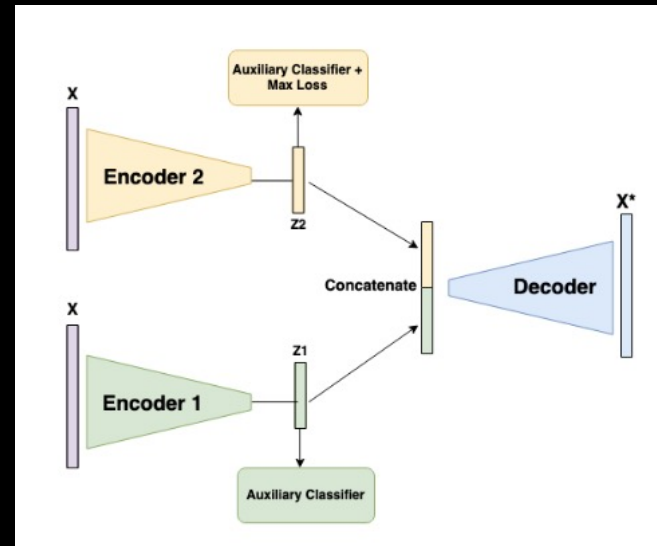 Auxiliary Classifier +
Max Loss
X
Encoder 2
Z2
X*
Concatenate
Decoder
X
Z1
Encoder 1
Auxiliary Classifier